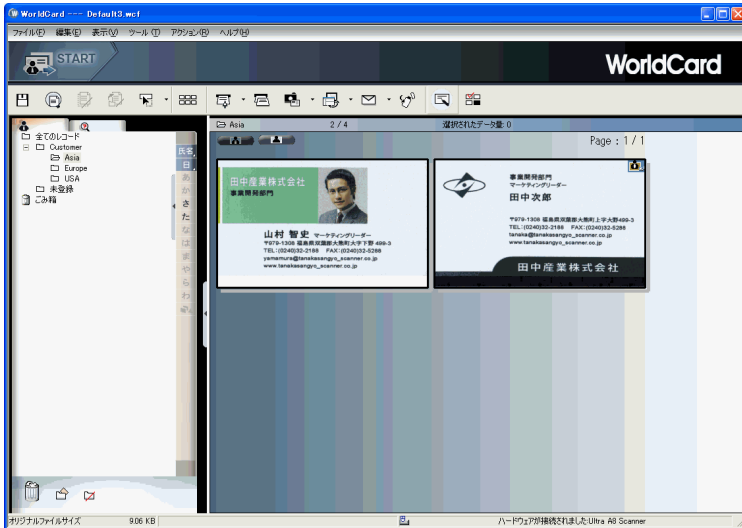 WorldCard --- Default3.wcf
ファイル(F) 編集(E) 表示(V) ツール(T) アクション(R) ヘルプ(H)
START
WorldCard
Asia 2 / 4 選択されたデータ量: 0
Page : 1 / 1
全てのレコード
Customer
Asia
Europe
USA
未登録
ごみ箱
氏名
日
あ
か
さ
た
な
は
ま
や
ら
わ
田中産業株式会社
事業開発部門
山村 智史 マーケティングリーダー
〒979-1308 福島県双葉郡大熊町大字下野 499-3
TEL:(0240)32-2166 FAX:(0240)32-5266
yamamura@tanakasangyo_scanner.co.jp
www.tanakasangyo_scanner.co.jp
事業開発部門
マーケティングリーダー
田中次郎
〒979-1308 福島県双葉郡大熊町上字大野499-3
TEL:(0240)32-2166 FAX:(0240)32-5266
tanaka@tanakasangyo_scanner.co.jp
www.tanakasangyo_scanner.co.jp
田中産業株式会社
オリジナルファイルサイズ 9.06 KB ハードウェアが接続されました:Ultra A8 Scanner